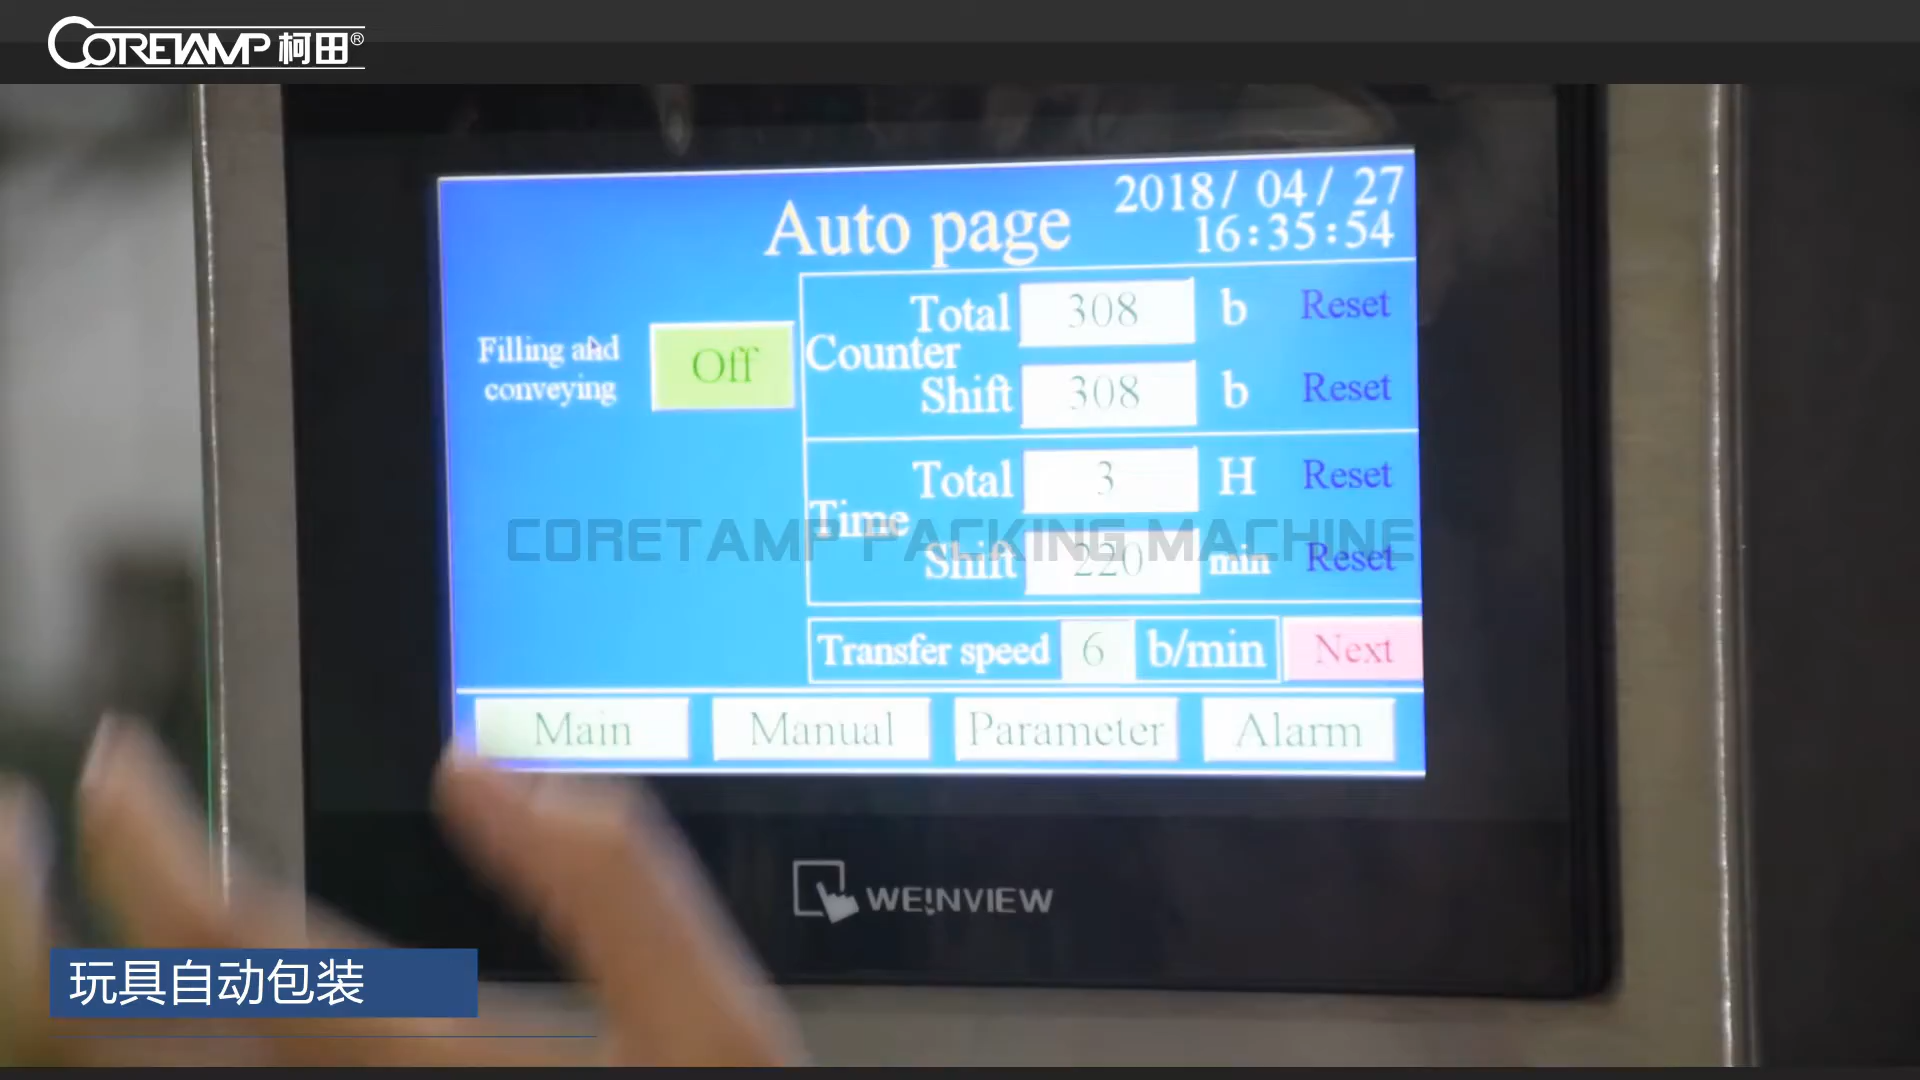 CORETAMP 柯田®
2018/ 04/ 27
Auto page
16:35:54
Total 308 b Reset
Filling and
conveying
Off
Counter
Shift 308 b Reset
Total 3 H Reset
Time
CORETAMP PACKING MACHINE
Shift 220 min Reset
Transfer speed 6 b/min Next
Main Manual Parameter Alarm
WEINVIEW
玩具自动包装